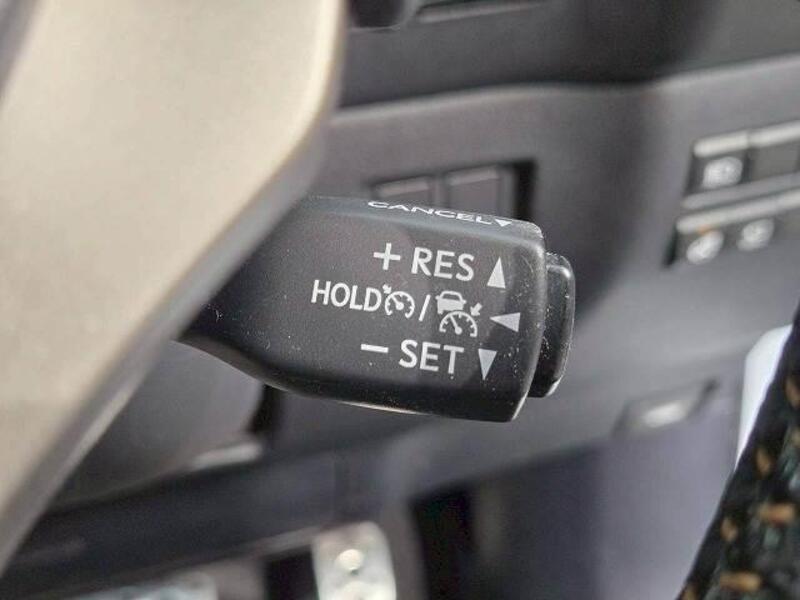 CANCEL▼
+ RES ▲
HOLD / ◀
− SET ▼